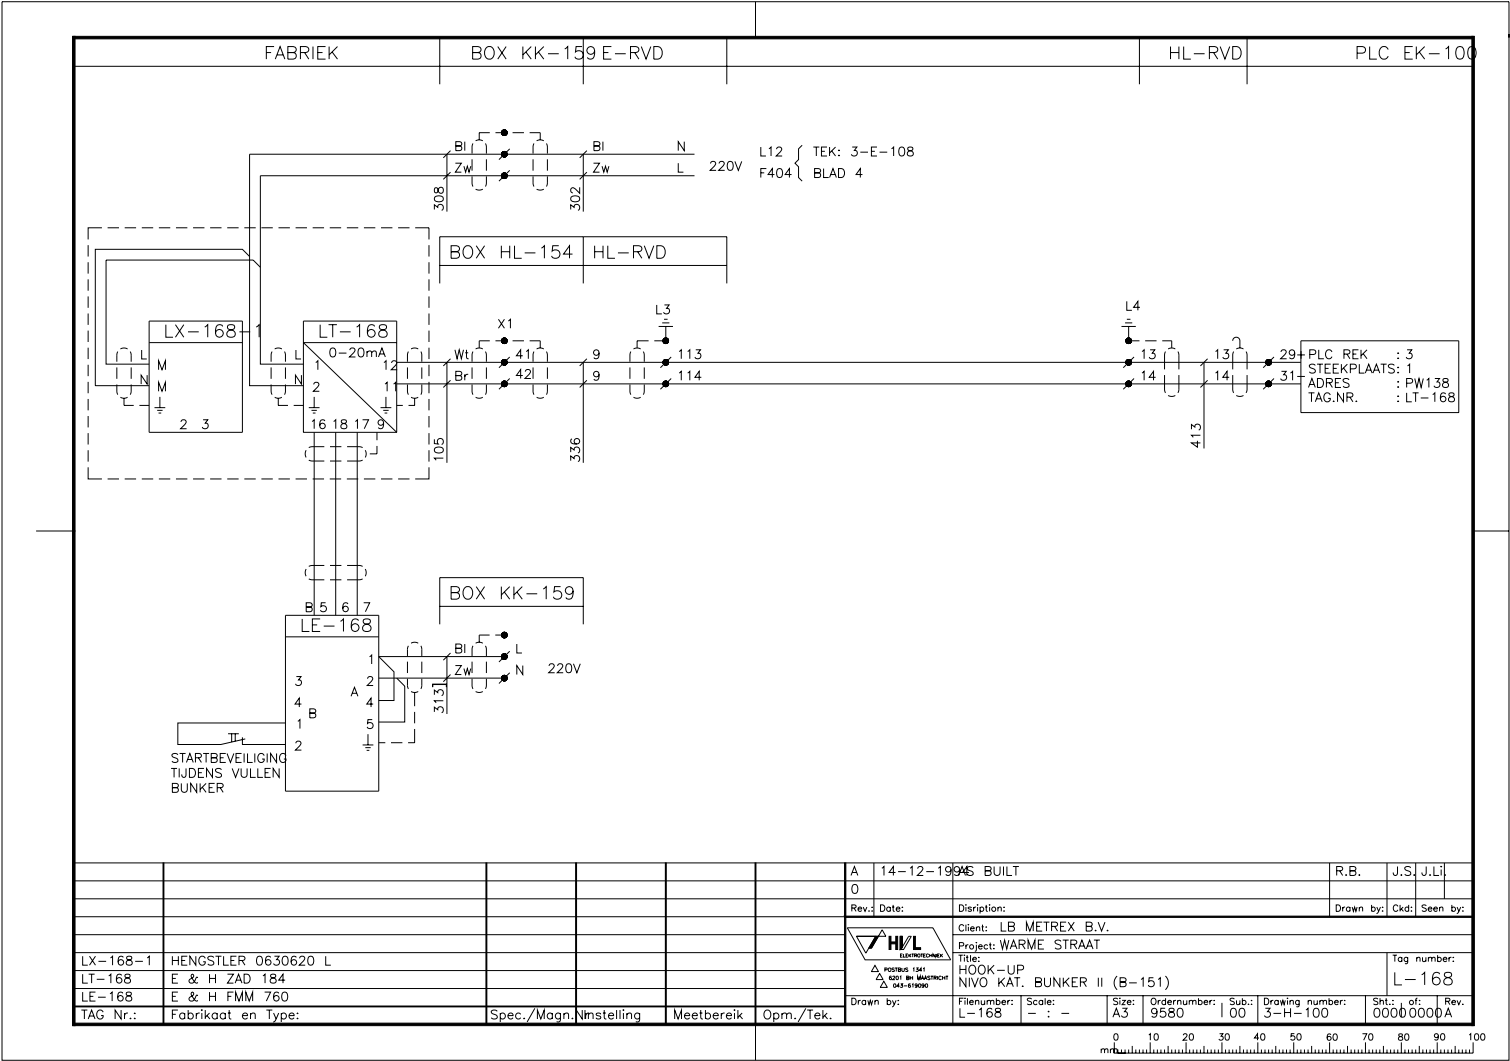 FABRIEK BOX KK-159 E-RVD HL-RVD PLC EK-100
Bl Bl N
L12 TEK: 3-E-108
Zw Zw L 220V
F404 BLAD 4
308 302
BOX HL-154 HL-RVD
L3 L4
X1
LX-168-1 LT-168
0-20mA
L M L 1 12 Wt 41 9 113 13 13 29+ PLC REK : 3
STEEKPLAATS: 1
N M N 2 11 Br 42 9 114 14 14 31- ADRES : PW138
TAG.NR. : LT-168
2 3 16 18 17 9
105 336 413
BOX KK-159
B 5 6 7
LE-168
Bl L
1
Zw N 220V
3 2
A
4 4
313
B
1 5
2
STARTBEVEILIGING
TIJDENS VULLEN
BUNKER
A 14-12-1994 AS BUILT R.B. J.S. J.Li.
0
Rev.: Date: Disription: Drawn by: Ckd: Seen by:
HVL
ELEKTROTECHNIEK
POSTBUS 1341
6201 BH MAASTRICHT
043-619090
Client: LB METREX B.V.
Project: WARME STRAAT
Title:
HOOK-UP
NIVO KAT. BUNKER II (B-151)
Tag number:
L-168
LX-168-1 HENGSTLER 0630620 L
LT-168 E & H ZAD 184
LE-168 E & H FMM 760
TAG Nr.: Fabrikaat en Type: Spec./Magn.Nr. Instelling Meetbereik Opm./Tek.
Drawn by: Filenumber: Scale: Size: Ordernumber: Sub.: Drawing number: Sht.: of: Rev.
L-168 - : - A3 9580 00 3-H-100 0000 0000 A
0 10 20 30 40 50 60 70 80 90 100
mm